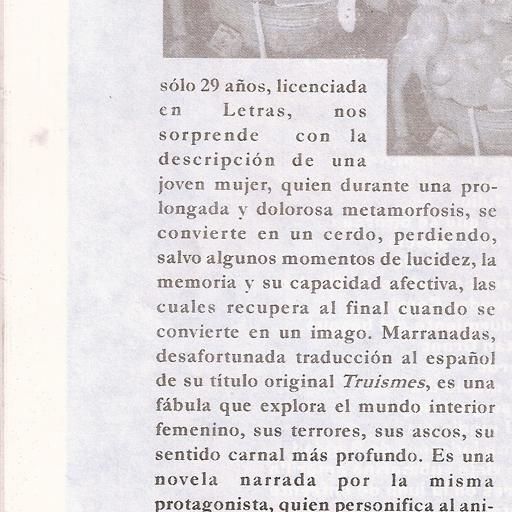 sólo 29 años, licenciada
en Letras, nos
sorprende con la
descripción de una
joven mujer, quien durante una pro-
longada y dolorosa metamorfosis, se
convierte en un cerdo, perdiendo,
salvo algunos momentos de lucidez, la
memoria y su capacidad afectiva, las
cuales recupera al final cuando se
convierte en un imago. Marranadas,
desafortunada traducción al español
de su título original Truismes, es una
fábula que explora el mundo interior
femenino, sus terrores, sus ascos, su
sentido carnal más profundo. Es una
novela narrada por la misma
protagonista, quien personifica al ani-